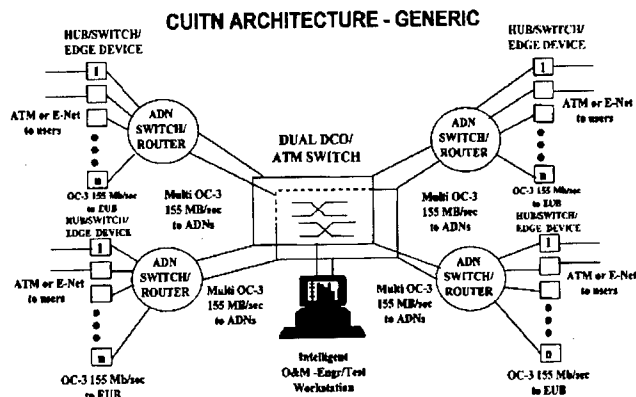 CUITN ARCHITECTURE - GENERIC
HUB/SWITCH/
EDGE DEVICE
1
ATM or E-Net
to users
n
OC-3 155 Mb/sec
to EUB
ADN
SWITCH/
ROUTER
Multi OC-3
155 MB/sec
to ADNs
DUAL DCO/
ATM SWITCH
HUB/SWITCH/
EDGE DEVICE
1
ATM or E-Net
to users
n
OC-3 155 Mb/sec
to EUB
ADN
SWITCH/
ROUTER
Multi OC-3
155 MB/sec
to ADNs
HUB/SWITCH/
EDGE DEVICE
1
ATM or E-Net
to users
n
OC-3 155 Mb/sec
to EUB
ADN
SWITCH/
ROUTER
Multi OC-3
155 MB/sec
to ADNs
Intelligent
O&M -Engr/Test
Workstation
HUB/SWITCH/
EDGE DEVICE
1
ATM or E-Net
to users
n
OC-3 155 Mb/sec
to EUB
ADN
SWITCH/
ROUTER
Multi OC-3
155 MB/sec
to ADNs